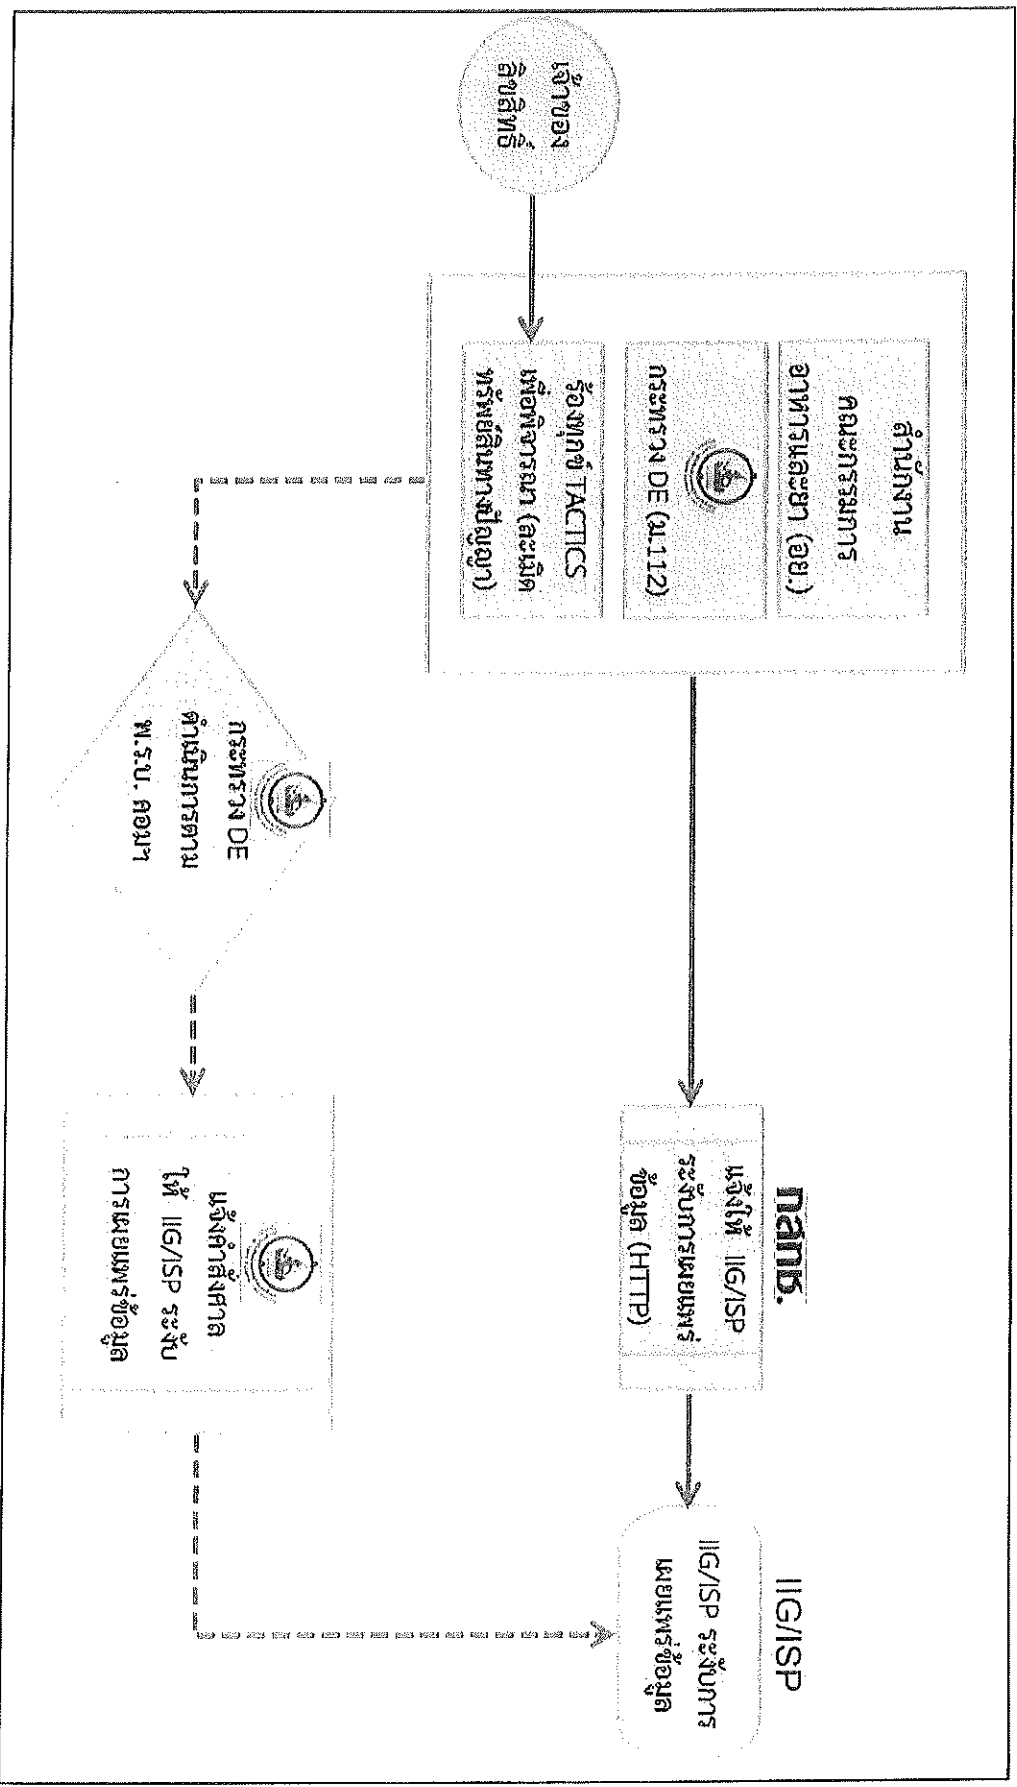 เจ้าของ
ลิขสิทธิ์
สำนักงาน
คณะกรรมการ
อาหารและยา (อย.)
กระทรวง DE (ม.112)
ร้องทุกข์ TACTICS
เพื่อพิจารณา (ละเมิด
ทรัพย์สินทางปัญญา)
กสทช.
แจ้งให้ IIG/ISP
ระงับการเผยแพร่
ข้อมูล (HTTP)
IIG/ISP
IIG/ISP ระงับการ
เผยแพร่ข้อมูล
กระทรวง DE
ดำเนินการตาม
พ.ร.บ. คอมฯ
แจ้งคำสั่งศาล
ให้ IIG/ISP ระงับ
การเผยแพร่ข้อมูล